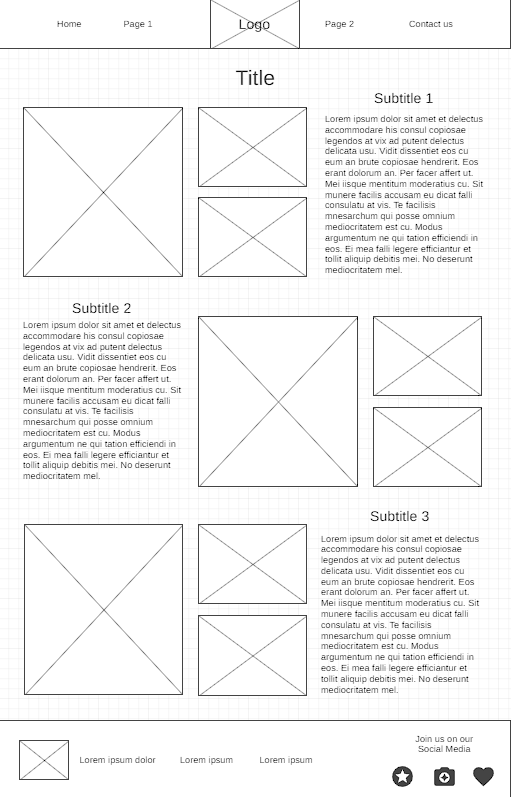 Home
Page 1
Logo
Page 2
Contact us
Title
Subtitle 1
Lorem ipsum dolor sit amet et delectus
accommodare his consul copiosae
legendos at vix ad putent delectus
delicata usu. Vidit dissentiet eos cu
eum an brute copiosae hendrerit. Eos
erant dolorum an. Per facer affert ut.
Mei iisque mentitum moderatius cu. Sit
munere facilis accusam eu dicat falli
consulatu at vis. Te facilisis
mnesarchum qui posse omnium
mediocritatem est cu. Modus
argumentum ne qui tation efficiendi in
eos. Ei mea falli legere efficiantur et
tollit aliquip debitis mei. No deserunt
mediocritatem mel.
Subtitle 2
Lorem ipsum dolor sit amet et delectus
accommodare his consul copiosae
legendos at vix ad putent delectus
delicata usu. Vidit dissentiet eos cu
eum an brute copiosae hendrerit. Eos
erant dolorum an. Per facer affert ut.
Mei iisque mentitum moderatius cu. Sit
munere facilis accusam eu dicat falli
consulatu at vis. Te facilisis
mnesarchum qui posse omnium
mediocritatem est cu. Modus
argumentum ne qui tation efficiendi in
eos. Ei mea falli legere efficiantur et
tollit aliquip debitis mei. No deserunt
mediocritatem mel.
Subtitle 3
Lorem ipsum dolor sit amet et delectus
accommodare his consul copiosae
legendos at vix ad putent delectus
delicata usu. Vidit dissentiet eos cu
eum an brute copiosae hendrerit. Eos
erant dolorum an. Per facer affert ut.
Mei iisque mentitum moderatius cu. Sit
munere facilis accusam eu dicat falli
consulatu at vis. Te facilisis
mnesarchum qui posse omnium
mediocritatem est cu. Modus
argumentum ne qui tation efficiendi in
eos. Ei mea falli legere efficiantur et
tollit aliquip debitis mei. No deserunt
mediocritatem mel.
Lorem ipsum dolor
Lorem ipsum
Lorem ipsum
Join us on our
Social Media